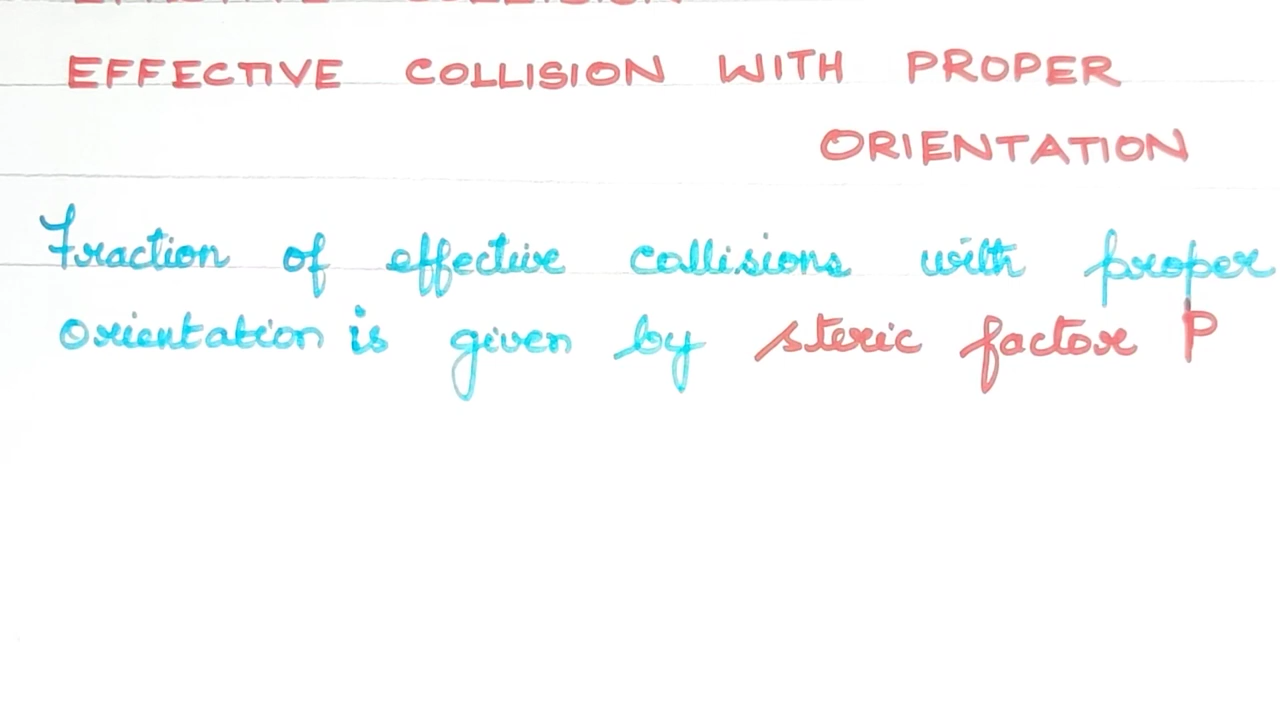 EFFECTIVE COLLISION WITH PROPER
ORIENTATION
Fraction of effective collisions with proper
orientation is given by steric factor P